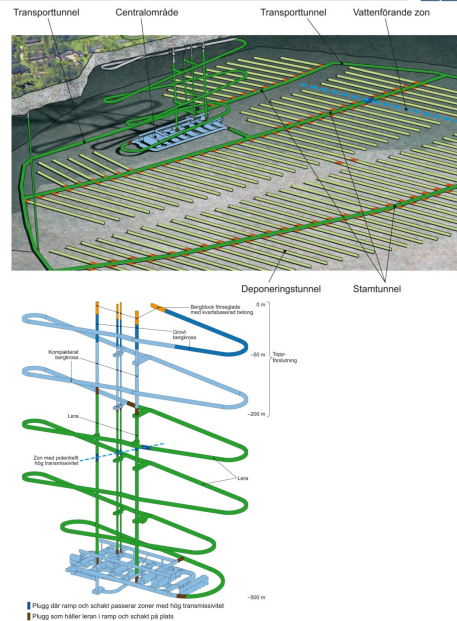 Transporttunnel
Centralområde
Transporttunnel
Vattenförande zon
Deponeringstunnel
Stamtunnel
Bergblock förseglade
med kvartsbaserad betong
0 m
Grovt
bergkross
Kompakterat
bergkross
–50 m
Topp-
förslutning
–200 m
Lera
Zon med potentiellt
hög transmissivitet
Lera
–500 m
Plugg där ramp och schakt passerar zoner med hög transmissivitet
Plugg som håller leran i ramp och schakt på plats